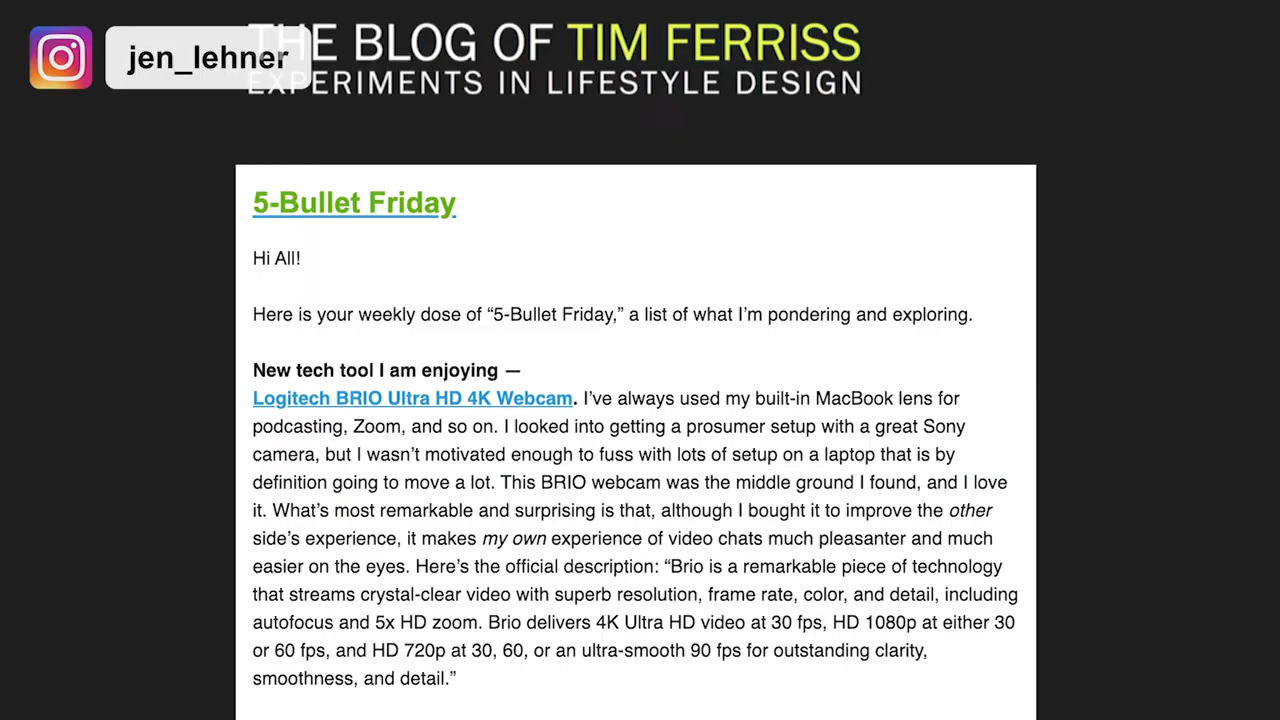 jen_lehner
THE BLOG OF TIM FERRISS
EXPERIMENTS IN LIFESTYLE DESIGN
5-Bullet Friday
Hi All!
Here is your weekly dose of “5-Bullet Friday,” a list of what I’m pondering and exploring.
New tech tool I am enjoying —
Logitech BRIO Ultra HD 4K Webcam. I’ve always used my built-in MacBook lens for
podcasting, Zoom, and so on. I looked into getting a prosumer setup with a great Sony
camera, but I wasn’t motivated enough to fuss with lots of setup on a laptop that is by
definition going to move a lot. This BRIO webcam was the middle ground I found, and I love
it. What’s most remarkable and surprising is that, although I bought it to improve the other
side’s experience, it makes my own experience of video chats much pleasanter and much
easier on the eyes. Here’s the official description: “Brio is a remarkable piece of technology
that streams crystal-clear video with superb resolution, frame rate, color, and detail, including
autofocus and 5x HD zoom. Brio delivers 4K Ultra HD video at 30 fps, HD 1080p at either 30
or 60 fps, and HD 720p at 30, 60, or an ultra-smooth 90 fps for outstanding clarity,
smoothness, and detail.”